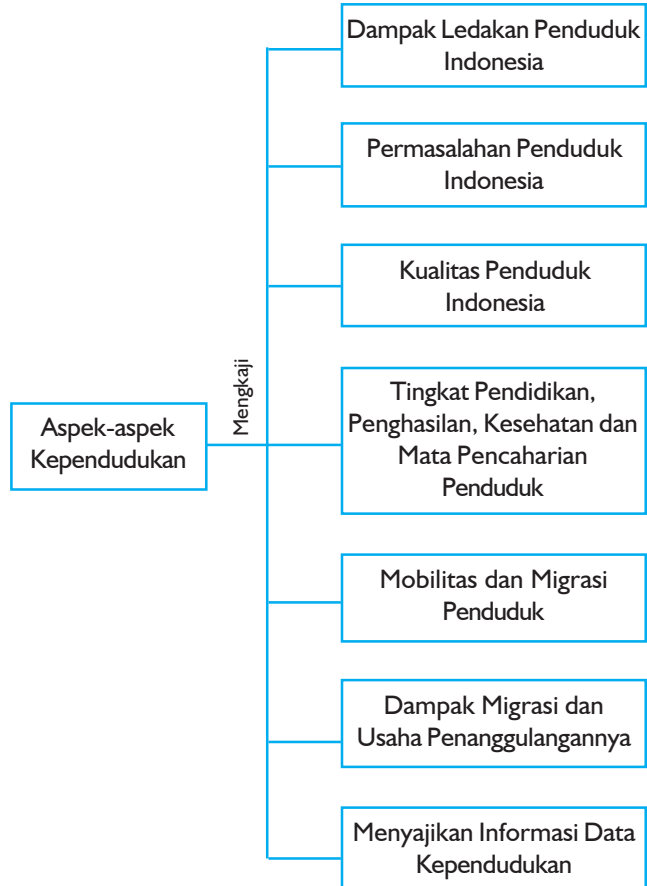 Dampak Ledakan Penduduk
Indonesia
Permasalahan Penduduk
Indonesia
Kualitas Penduduk
Indonesia
Mengkaji
Aspek-aspek
Kependudukan
Tingkat Pendidikan,
Penghasilan, Kesehatan dan
Mata Pencaharian
Penduduk
Mobilitas dan Migrasi
Penduduk
Dampak Migrasi dan
Usaha Penanggulangannya
Menyajikan Informasi Data
Kependudukan